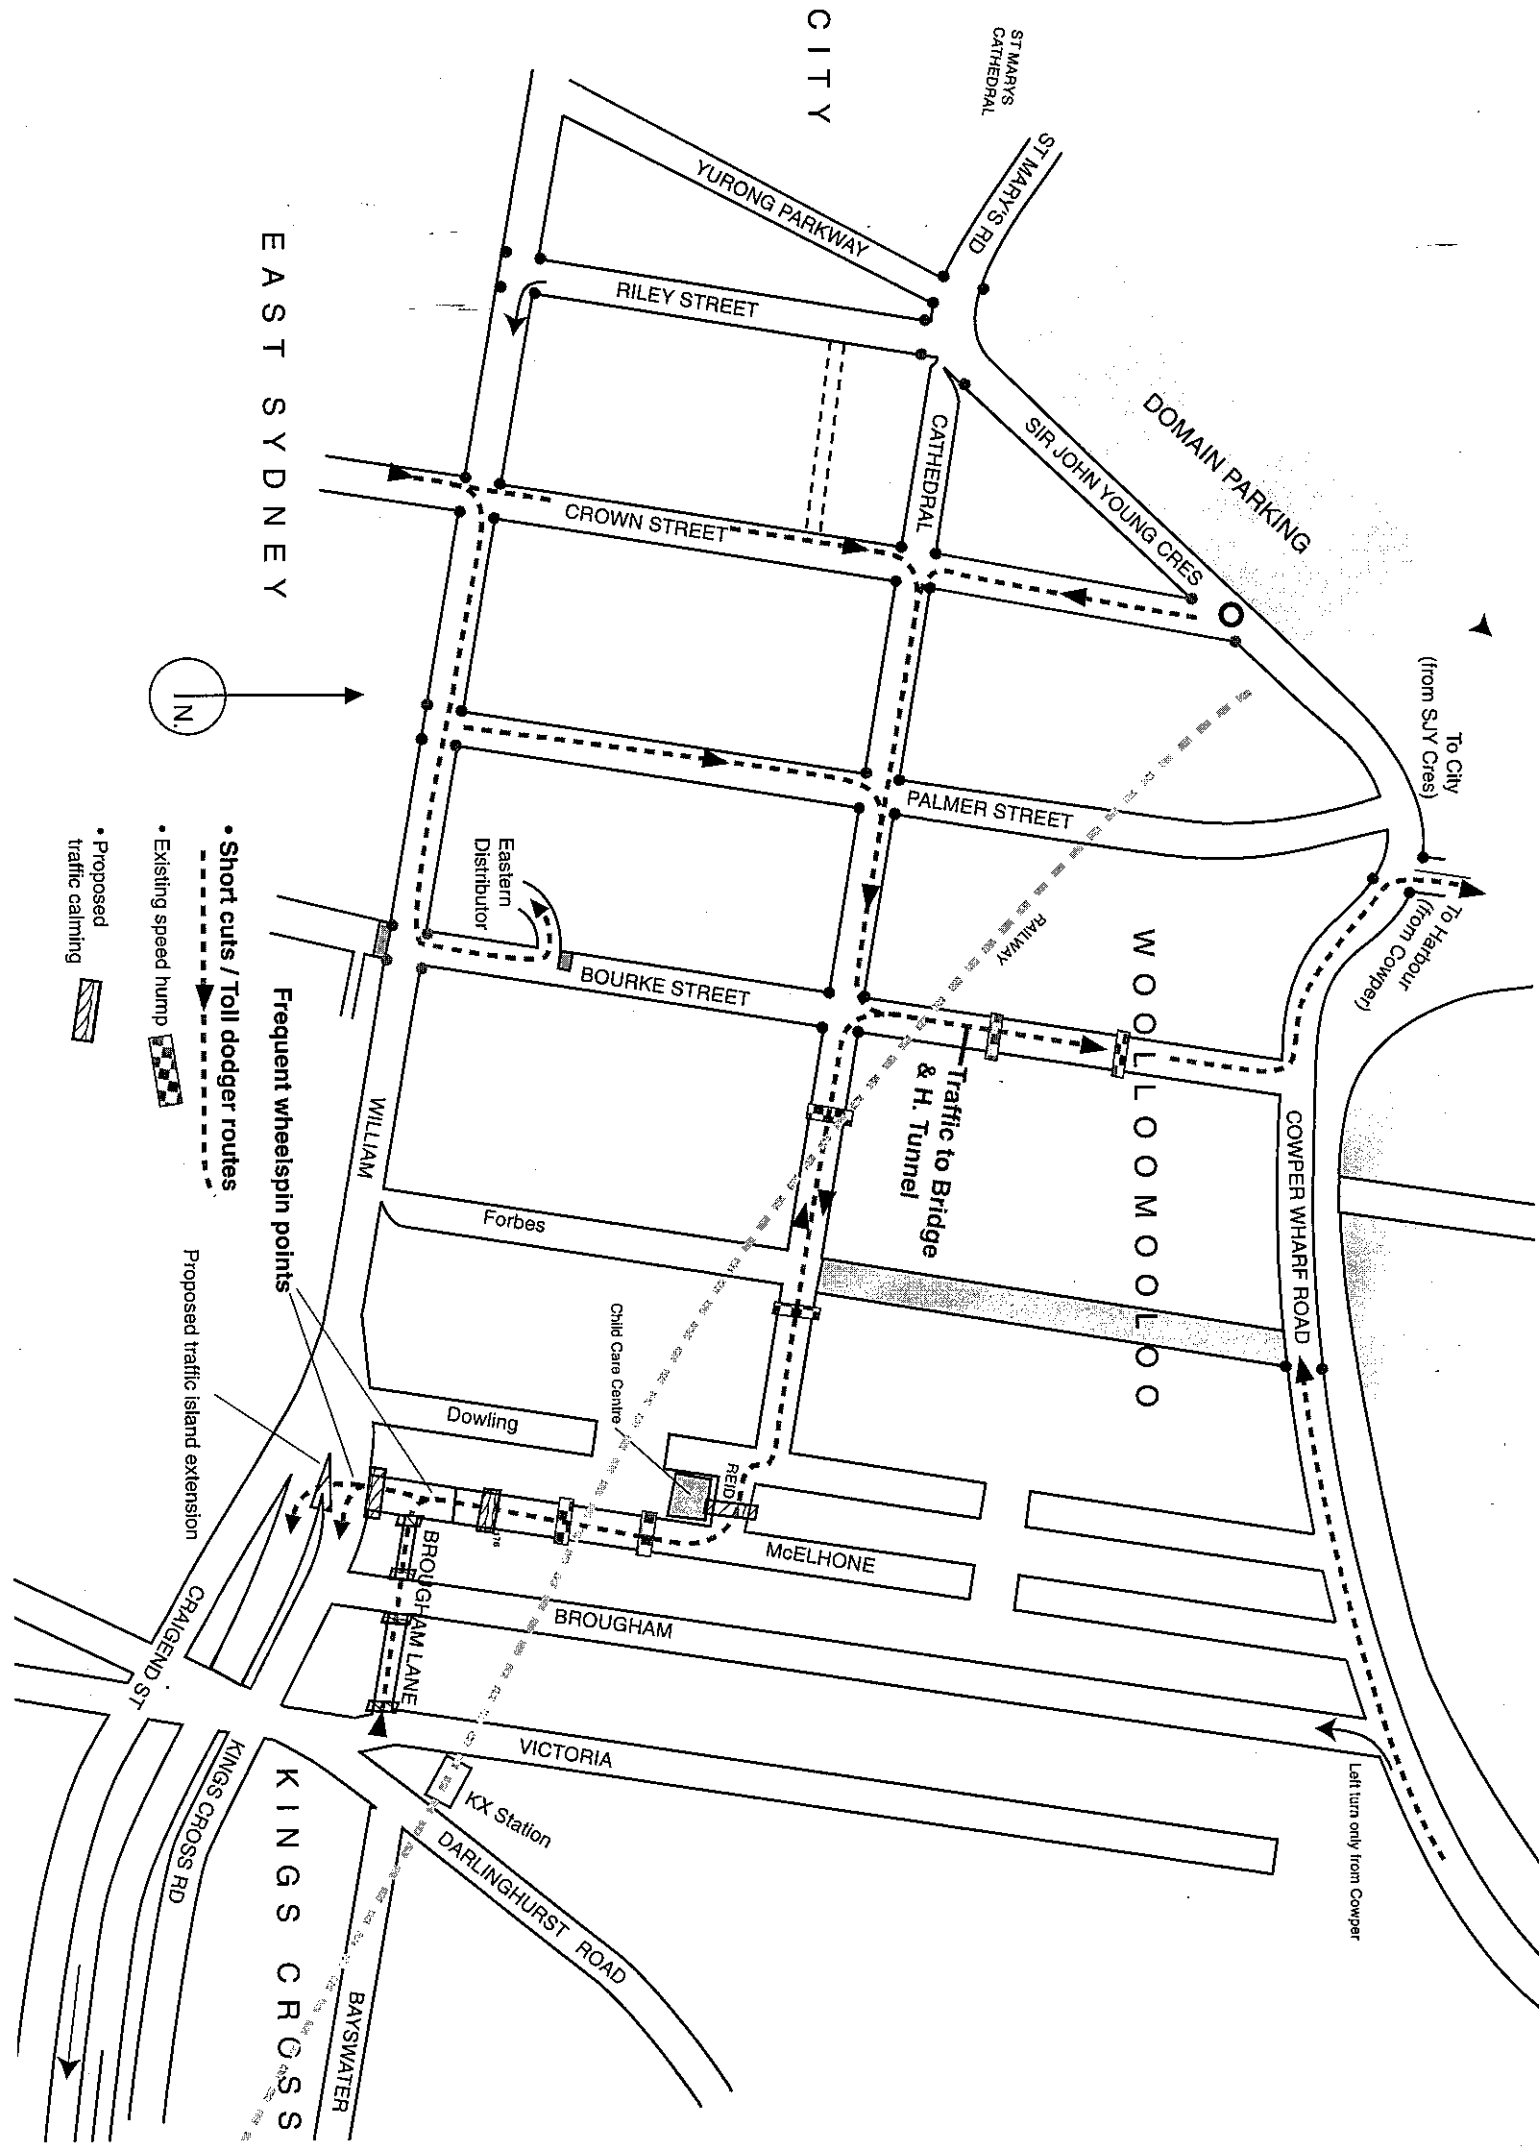 CITY
ST MARYS
CATHEDRAL
ST MARY'S RD
YURONG PARKWAY
RILEY STREET
EAST SYDNEY
CROWN STREET
CATHEDRAL
SIR JOHN YOUNG CRES
DOMAIN PARKING
To City
(from SJY Cres)
To Harbour
(from Cowper)
PALMER STREET
RAILWAY
WOOLLOOMOOLOO
Eastern
Distributor
BOURKE STREET
Traffic to Bridge
& H. Tunnel
COWPER WHARF ROAD
WILLIAM
Forbes
Child Care Centre
Dowling
REID
McELHONE
176
BROUGHAM LANE
BROUGHAM
VICTORIA
Left turn only from Cowper
KX Station
DARLINGHURST ROAD
CRAIGEND ST
KINGS CROSS RD
KINGS CROSS
BAYSWATER
N.
• Short cuts / Toll dodger routes
• Existing speed hump
• Proposed
traffic calming
Frequent wheelspin points
Proposed traffic island extension